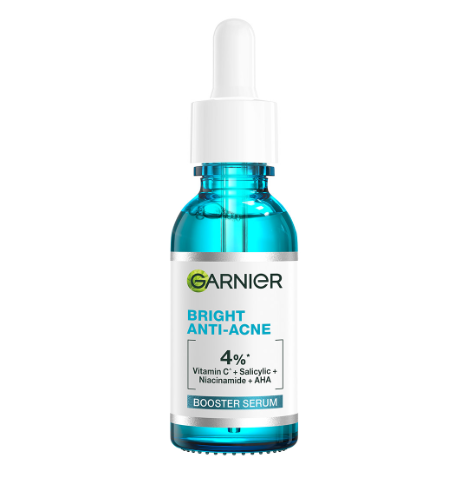 GARNIER
BRIGHT
ANTI-ACNE
4%*
Vitamin C* + Salicylic +
Niacinamide + AHA
BOOSTER SERUM